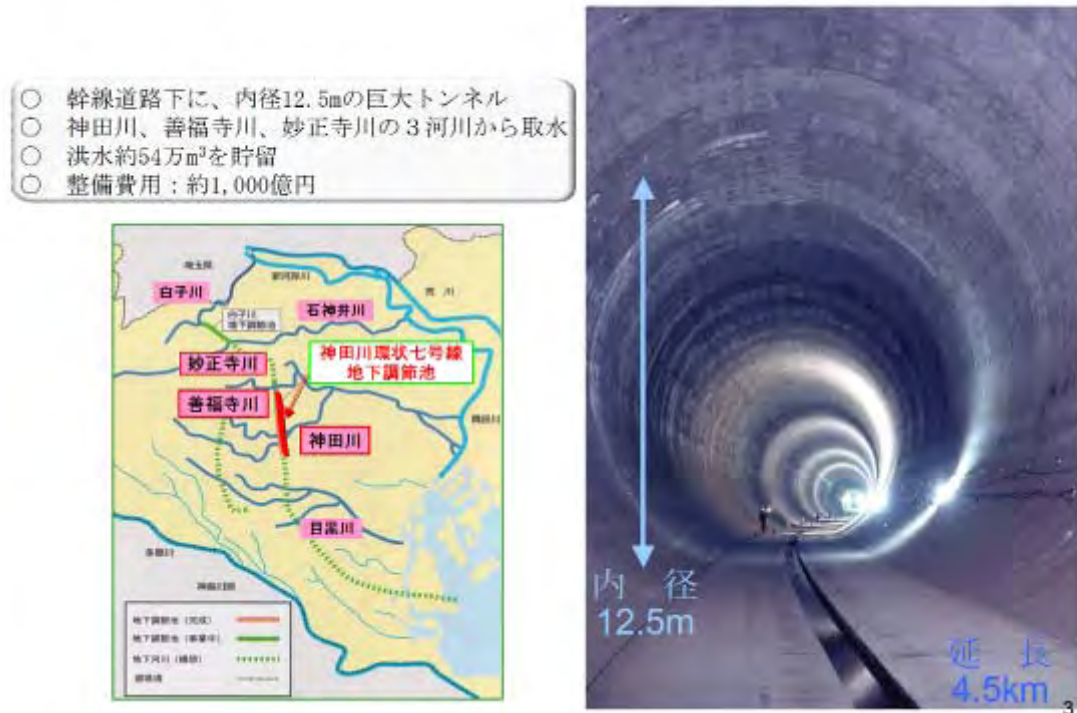 ○ 幹線道路下に、内径12.5mの巨大トンネル
○ 神田川、善福寺川、妙正寺川の３河川から取水
○ 洪水約54万m³を貯留
○ 整備費用：約1,000億円
埼玉県
新河岸川
荒川
白子川
白子川
地下調節池
石神井川
妙正寺川
神田川環状七号線
地下調節池
善福寺川
隅田川
神田川
目黒川
多摩川
神奈川県
地下調節池（完成）
地下調節池（事業中）
地下河川（構想）
内 径
12.5m
延 長
4.5km
3